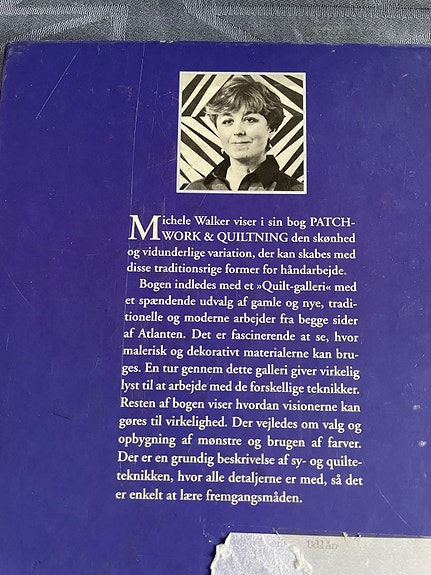 Michele Walker viser i sin bog PATCH-
WORK & QUILTNING den skønhed
og vidunderlige variation, der kan skabes med
disse traditionsrige former for håndarbejde.
Bogen indledes med et »Quilt-galleri« med
et spændende udvalg af gamle og nye, tradi-
tionelle og moderne arbejder fra begge sider
af Atlanten. Det er fascinerende at se, hvor
malerisk og dekorativt materialerne kan bru-
ges. En tur gennem dette galleri giver virkelig
lyst til at arbejde med de forskellige teknikker.
Resten af bogen viser hvordan visionerne kan
gøres til virkelighed. Der vejledes om valg og
opbygning af mønstre og brugen af farver.
Der er en grundig beskrivelse af sy- og quilte-
teknikken, hvor alle detaljerne er med, så det
er enkelt at lære fremgangsmåden.
Udlån